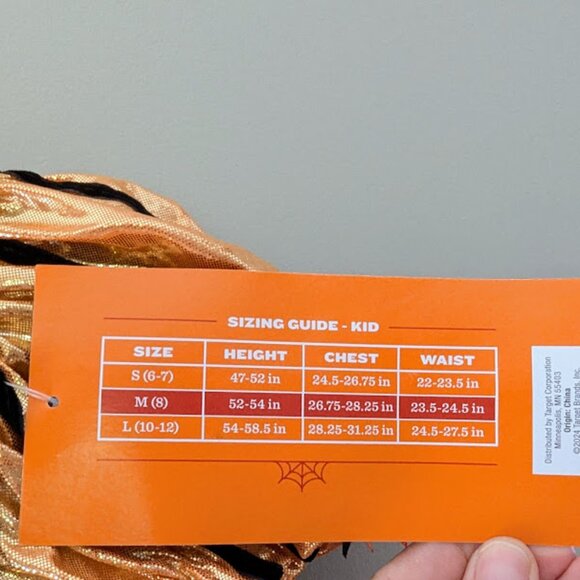 SIZING GUIDE - KID
SIZE HEIGHT CHEST WAIST
S (6-7) 47-52 in 24.5-26.75 in 22-23.5 in
M (8) 52-54 in 26.75-28.25 in 23.5-24.5 in
L (10-12) 54-58.5 in 28.25-31.25 in 24.5-27.5 in
Distributed by Target Corporation
Minneapolis, MN 55403
Origin: China
©2024 Target Brands, Inc.